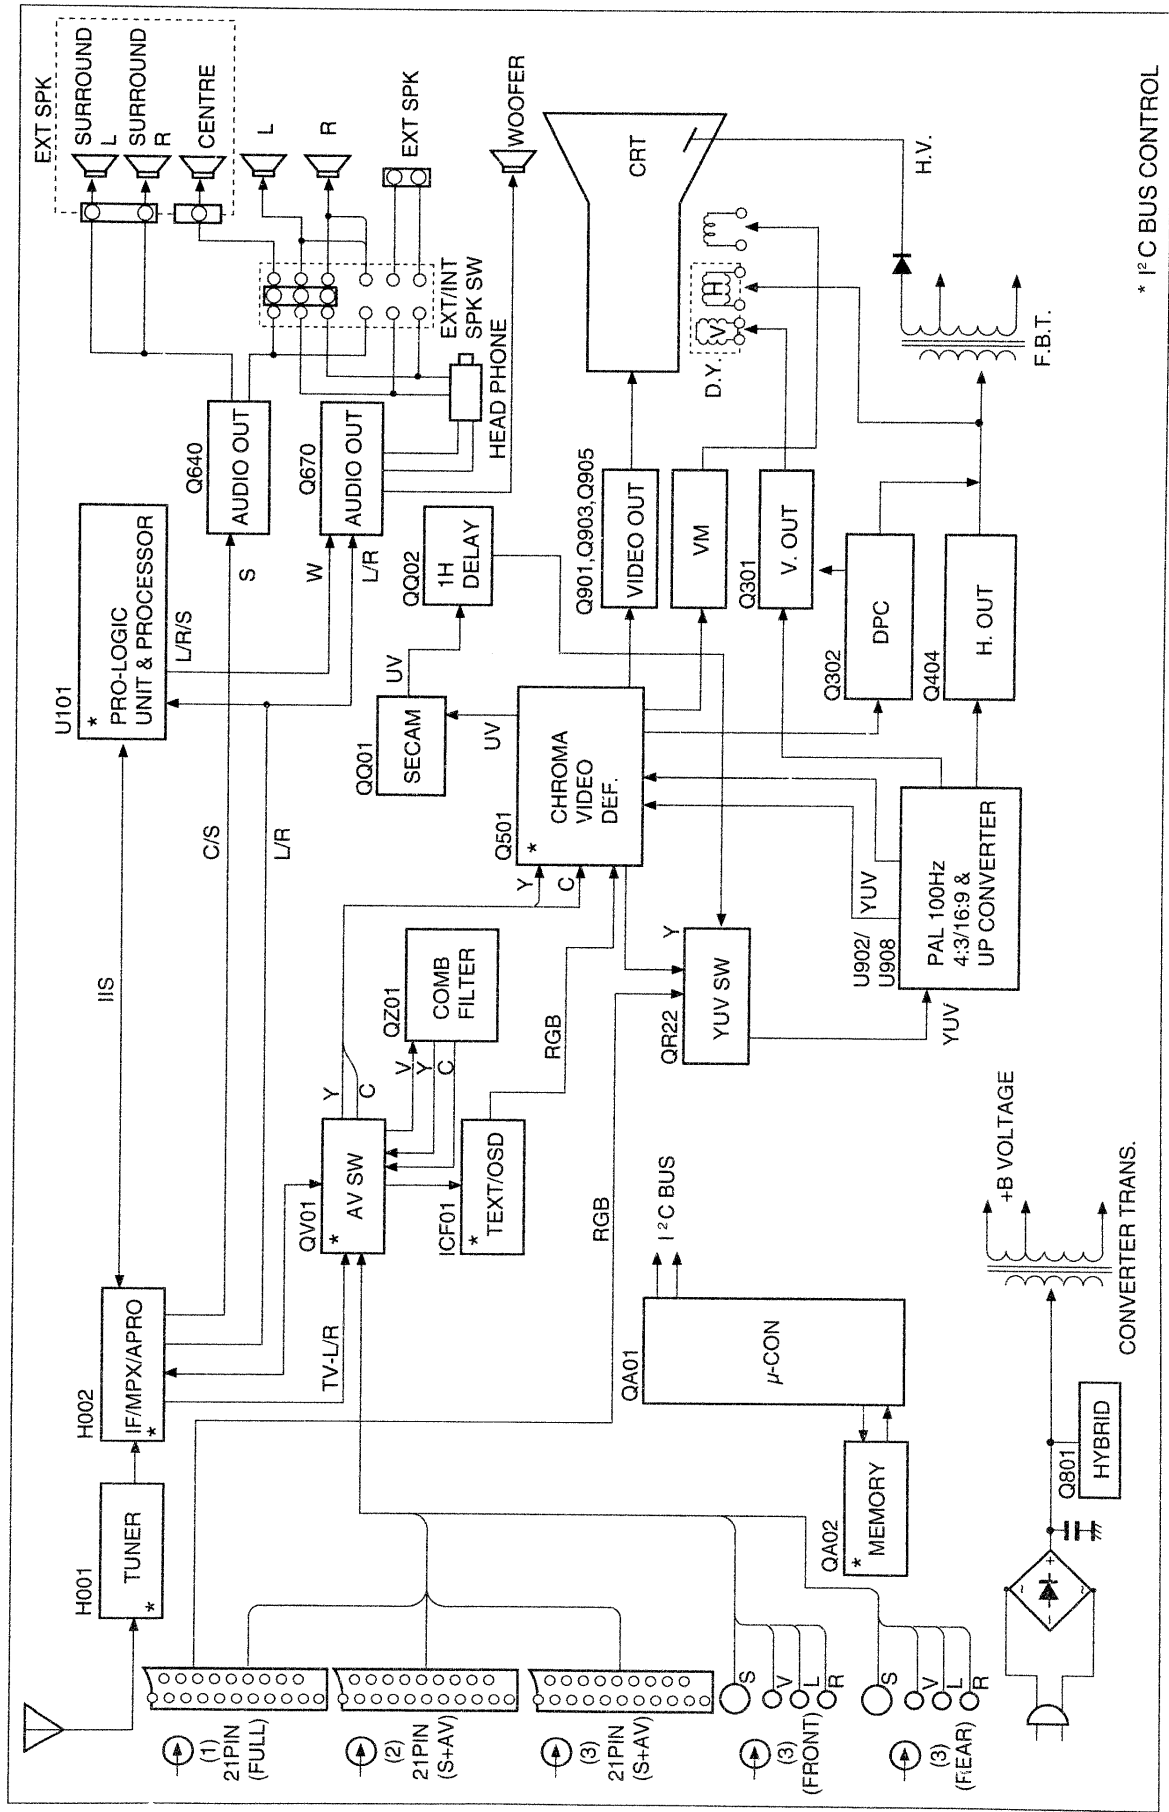 EXT SPK
SURROUND
L
SURROUND
R
CENTRE
L
R
EXT SPK
WOOFER
EXT/INT
SPK SW
HEAD PHONE
Q640
AUDIO OUT
Q670
AUDIO OUT
S
W
L/R
U101
*
PRO-LOGIC
UNIT & PROCESSOR
L/R/S
IIS
C/S
L/R
QQ02
1H
DELAY
UV
QQ01
SECAM
UV
Q501
*
CHROMA
VIDEO
DEF.
Y
C
Q901,Q903,Q905
VIDEO OUT
VM
Q301
V. OUT
Q302
DPC
Q404
H. OUT
CRT
D.Y.
V
H
H.V.
F.B.T.
* I²C BUS CONTROL
H001
TUNER
*
H002
IF/MPX/APRO
*
TV-L/R
QV01
AV SW
*
Y
C
V
Y
C
QZ01
COMB
FILTER
ICF01
TEXT/OSD
*
RGB
RGB
QR22
YUV SW
Y
YUV
U902/
U908
YUV
PAL 100Hz
4:3/16:9 &
UP CONVERTER
QA01
µ-CON
I²C BUS
QA02
MEMORY
*
+B VOLTAGE
CONVERTER TRANS.
Q801
HYBRID
+
−
~
~
(1)
21PIN
(FULL)
(2)
21PIN
(S+AV)
(3)
21PIN
(S+AV)
S
V
L
R
(3)
(FRONT)
S
V
L
R
(3)
(REAR)